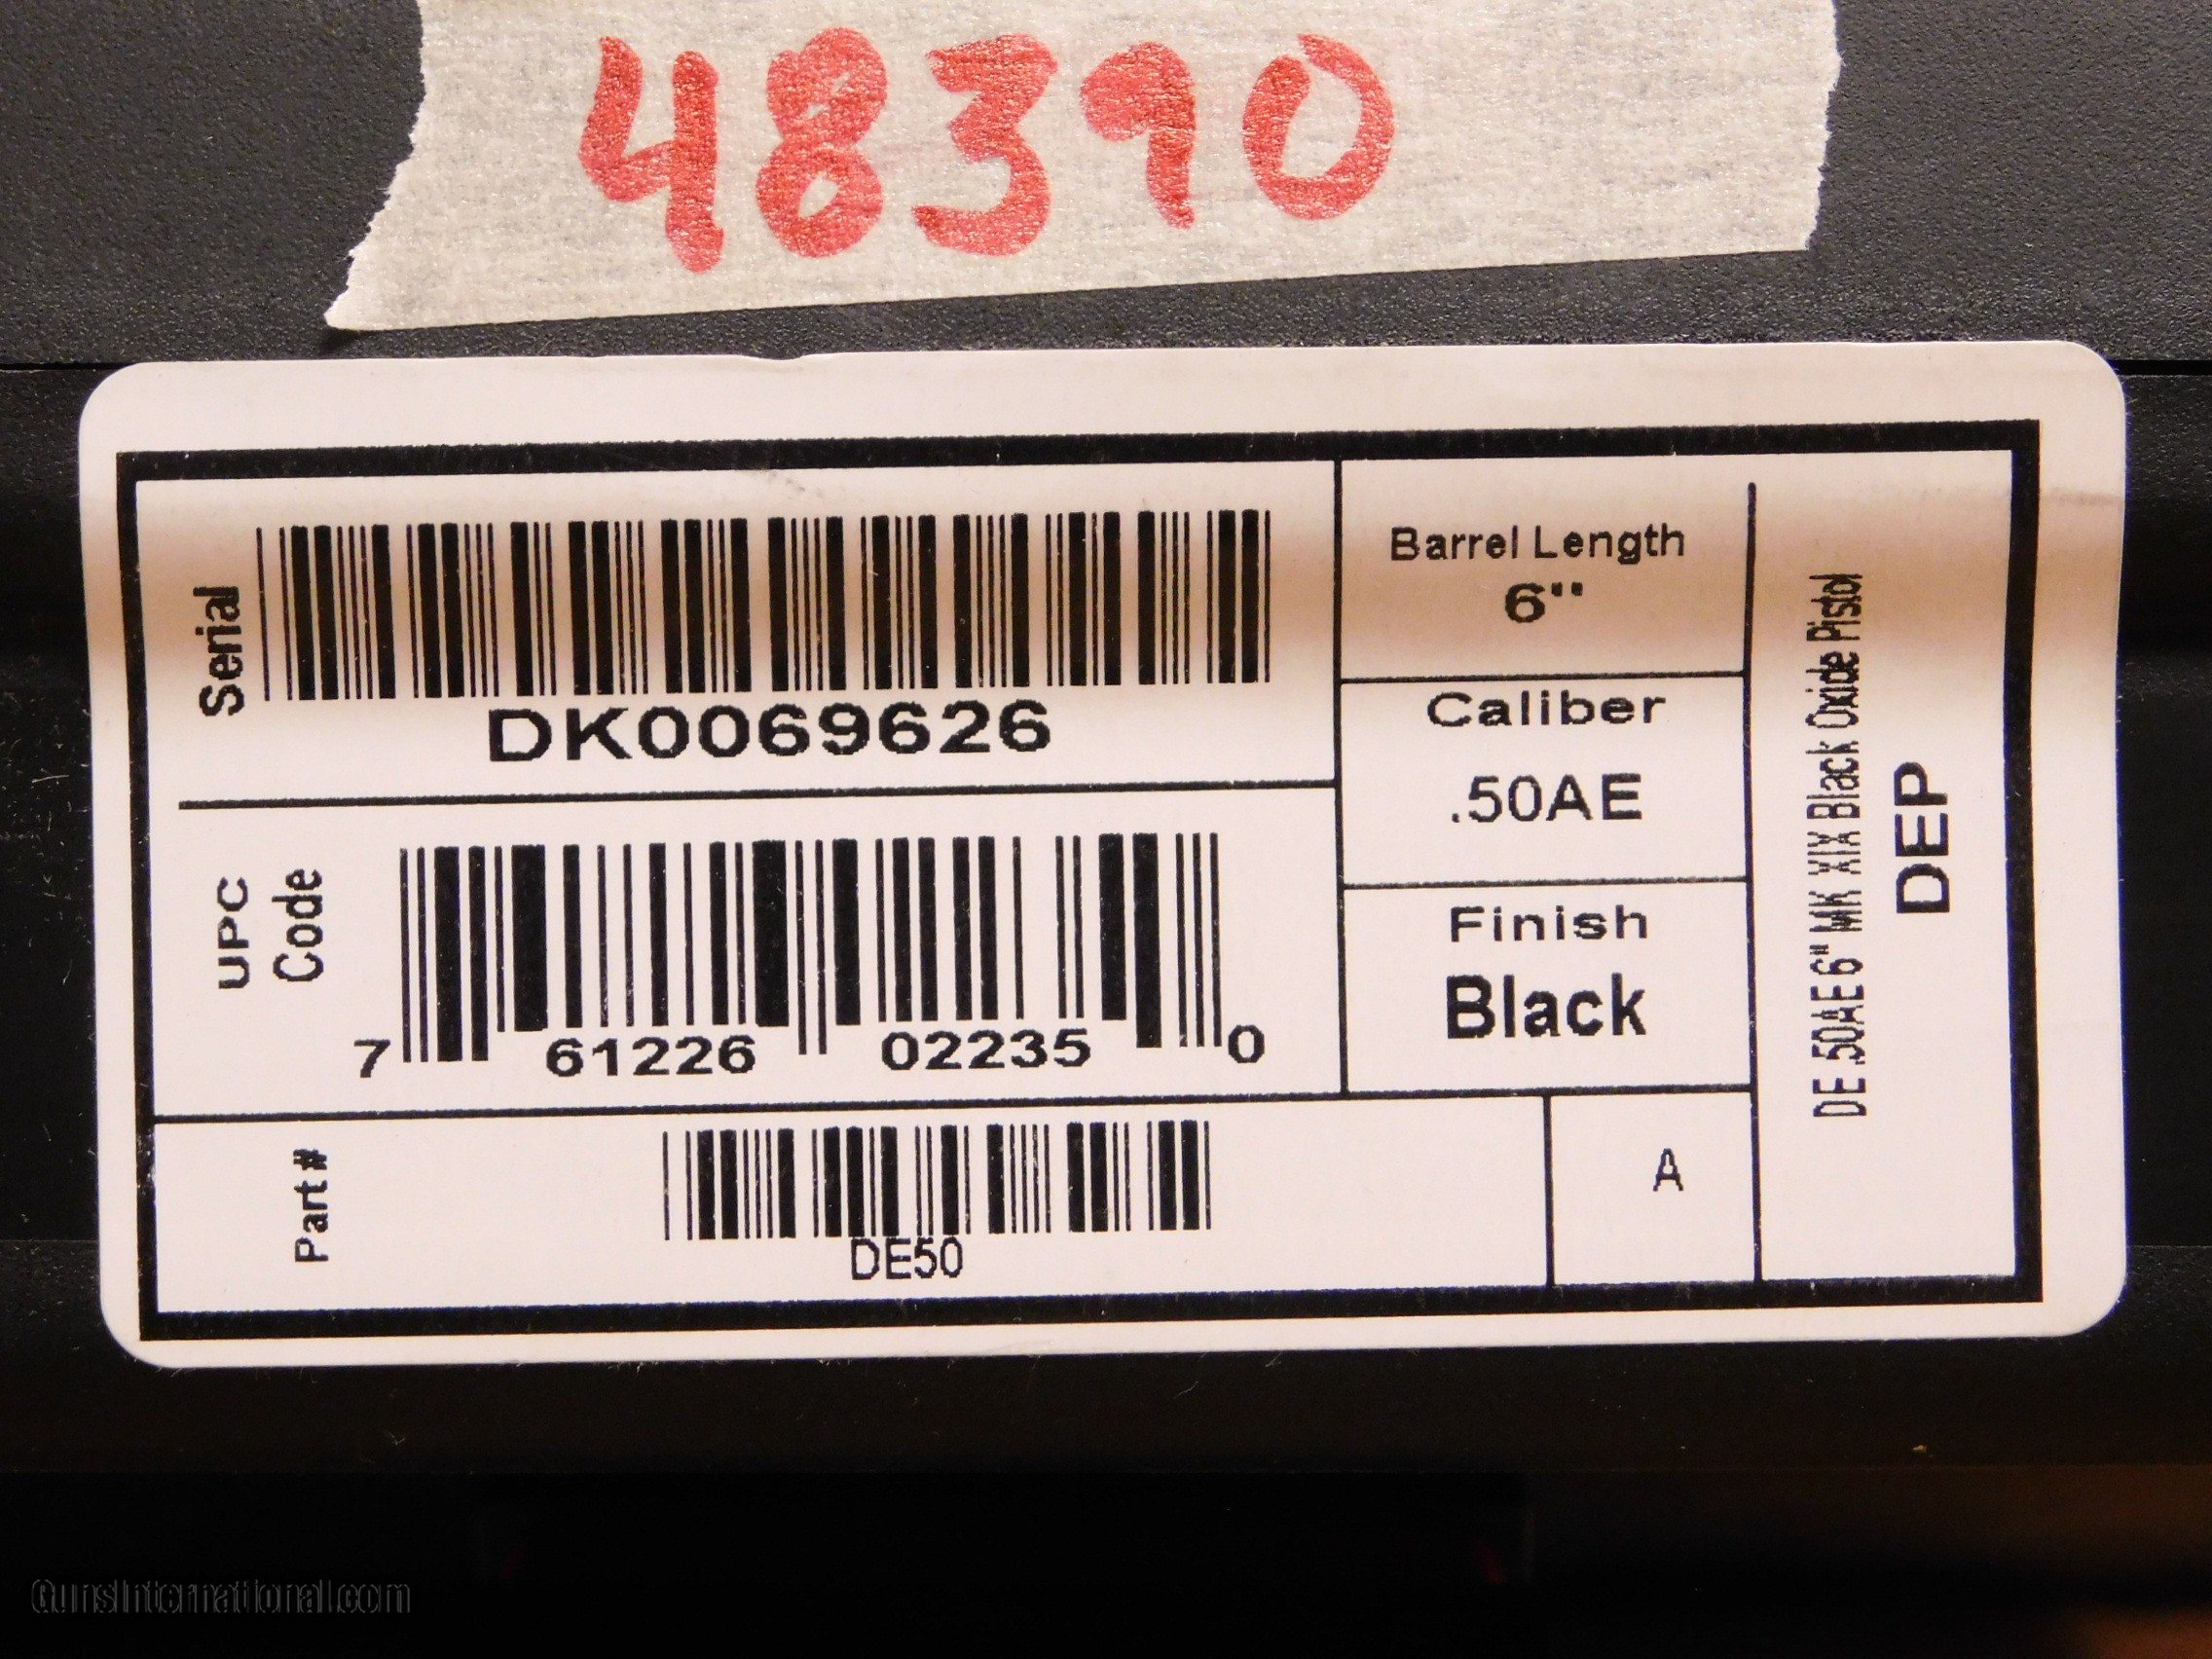 48390
Serial
DK0069626
Barrel Length
6"
Caliber
.50AE
Finish
Black
UPC
Code
7 61226 02235 0
Part #
DE50
A
DE .50AE 6" MK XIX Black Oxide Pistol
DEP
GunsInternational.com